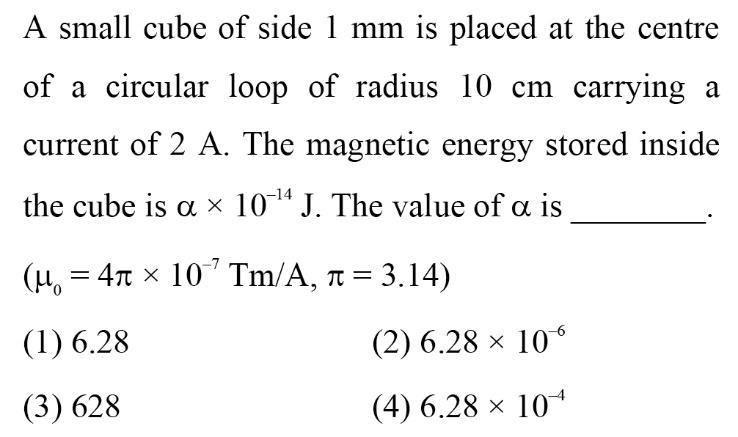 A small cube of side 1 mm is placed at the centre
of a circular loop of radius 10 cm carrying a
current of 2 A. The magnetic energy stored inside
the cube is α × 10⁻¹⁴ J. The value of α is ________.
(μ₀ = 4π × 10⁻⁷ Tm/A, π = 3.14)
(1) 6.28 (2) 6.28 × 10⁻⁶
(3) 628 (4) 6.28 × 10⁻⁴